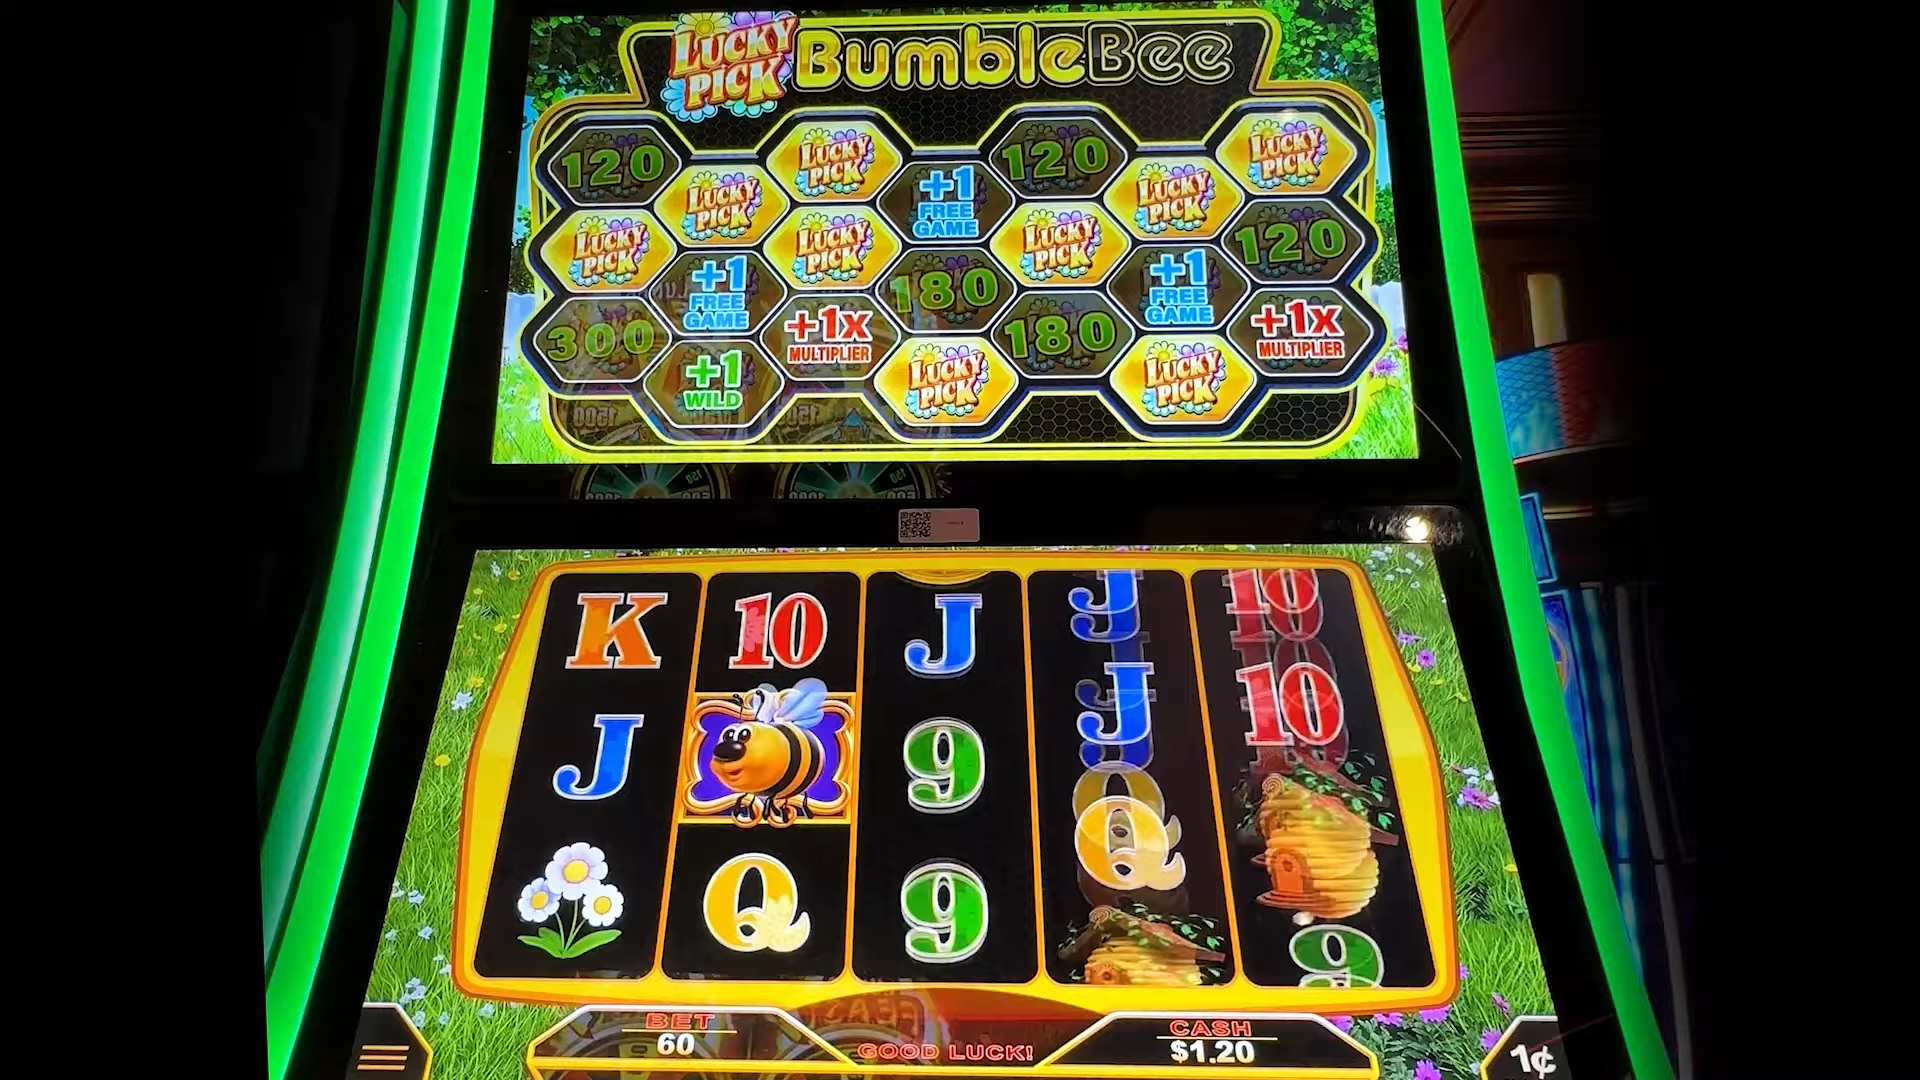 LUCKY
PICK
BumbleBee
120
LUCKY
PICK
120
LUCKY
PICK
LUCKY
PICK
+1
FREE
GAME
LUCKY
PICK
LUCKY
PICK
LUCKY
PICK
LUCKY
PICK
120
+1
FREE
GAME
180
+1
FREE
GAME
300
+1x
MULTIPLIER
180
+1x
MULTIPLIER
+1
WILD
LUCKY
PICK
LUCKY
PICK
K
10
J
J
10
J
9
J
10
Q
9
Q
9
BET
60
GOOD LUCK!
CASH
$1.20
1¢